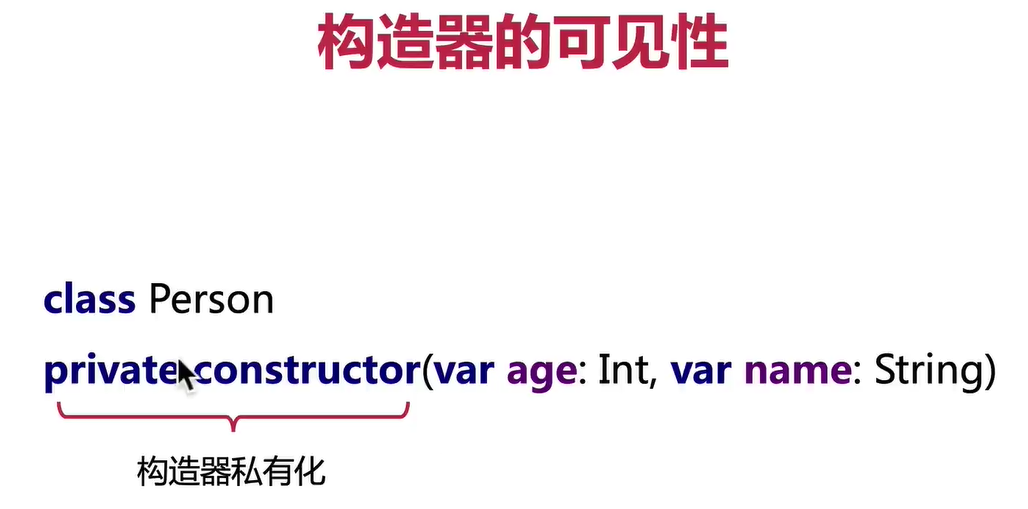 构造器的可见性
class Person
private constructor(var age: Int, var name: String)
构造器私有化